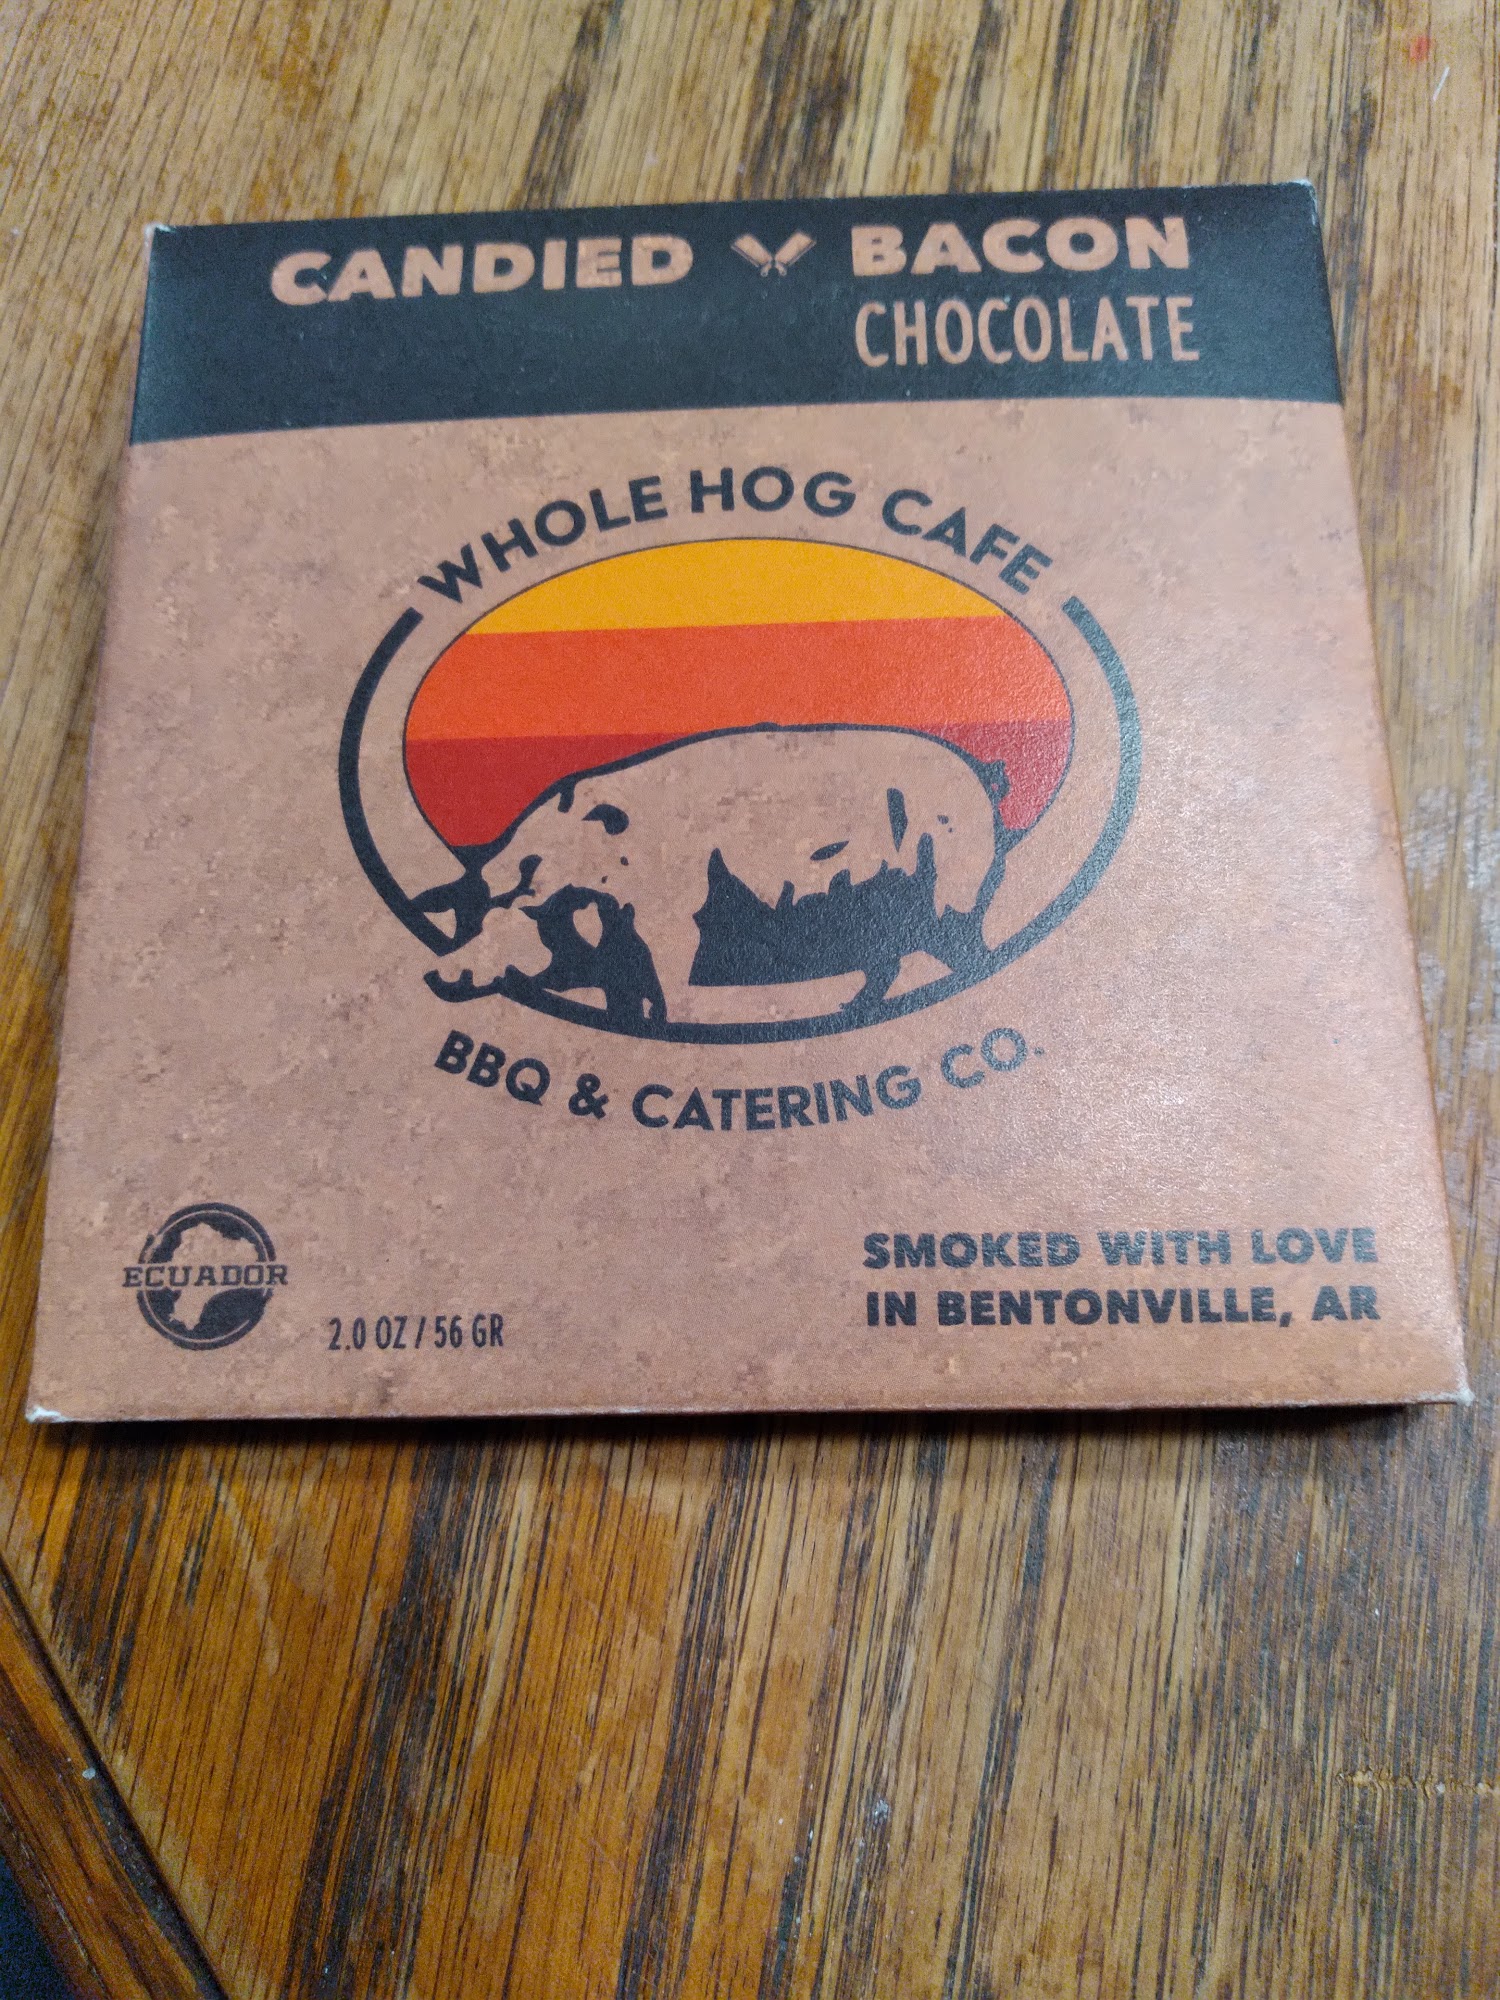 CANDIED BACON
CHOCOLATE
WHOLE HOG CAFE
BBQ & CATERING CO.
ECUADOR
2.0 OZ / 56 GR
SMOKED WITH LOVE
IN BENTONVILLE, AR